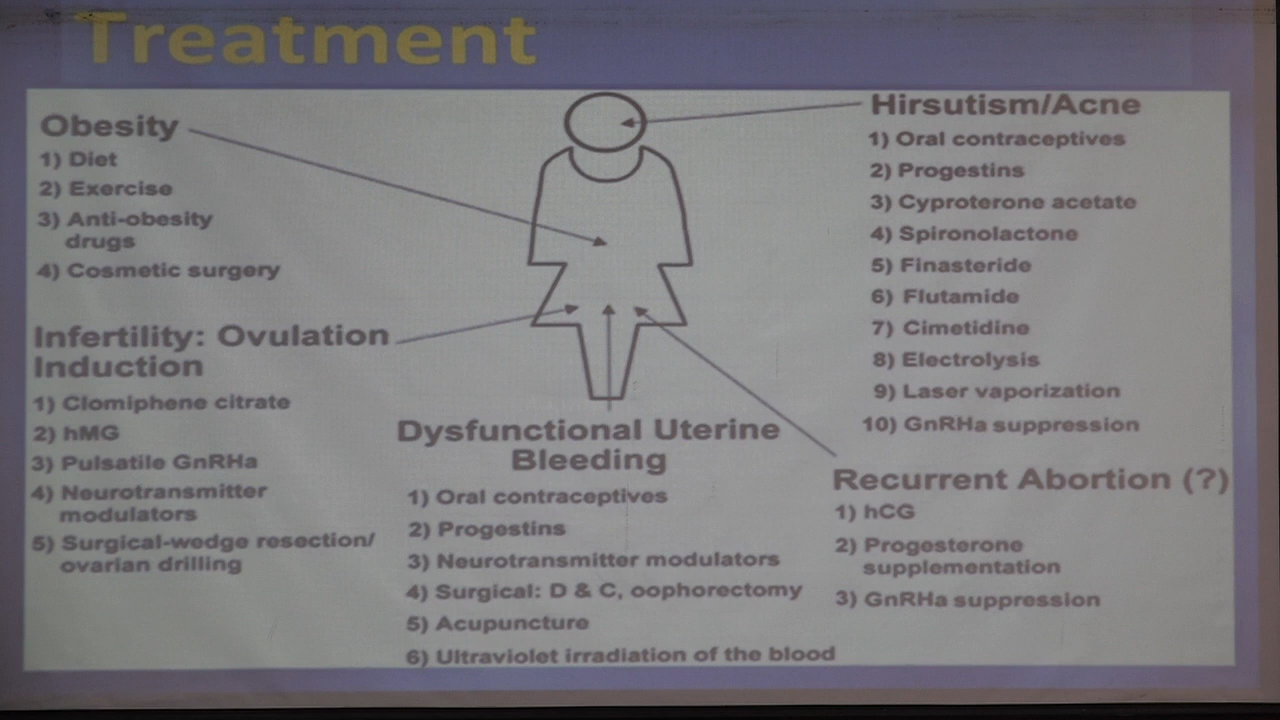 Treatment
Obesity
1) Diet
2) Exercise
3) Anti-obesity
drugs
4) Cosmetic surgery
Infertility: Ovulation
Induction
1) Clomiphene citrate
2) hMG
3) Pulsatile GnRHa
4) Neurotransmitter
modulators
5) Surgical-wedge resection/
ovarian drilling
Dysfunctional Uterine
Bleeding
1) Oral contraceptives
2) Progestins
3) Neurotransmitter modulators
4) Surgical: D & C, oophorectomy
5) Acupuncture
6) Ultraviolet irradiation of the blood
Hirsutism/Acne
1) Oral contraceptives
2) Progestins
3) Cyproterone acetate
4) Spironolactone
5) Finasteride
6) Flutamide
7) Cimetidine
8) Electrolysis
9) Laser vaporization
10) GnRHa suppression
Recurrent Abortion (?)
1) hCG
2) Progesterone
supplementation
3) GnRHa suppression